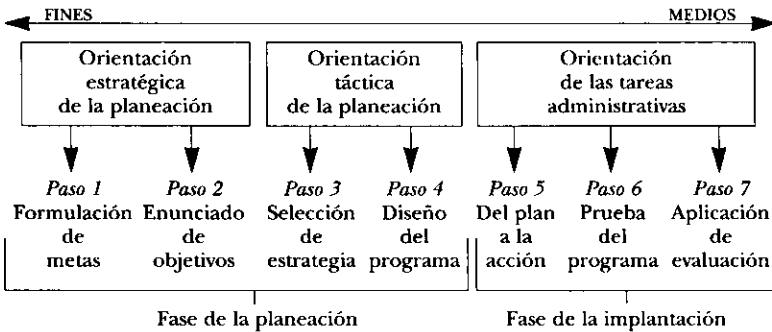 FINES MEDIOS
Orientación
estratégica
de la planeación
Orientación
táctica
de la planeación
Orientación
de las tareas
administrativas
Paso 1
Formulación
de
metas
Paso 2
Enunciado
de
objetivos
Paso 3
Selección
de
estrategia
Paso 4
Diseño
del
programa
Paso 5
Del plan
a la
acción
Paso 6
Prueba
del
programa
Paso 7
Aplicación
de
evaluación
Fase de la planeación
Fase de la implantación